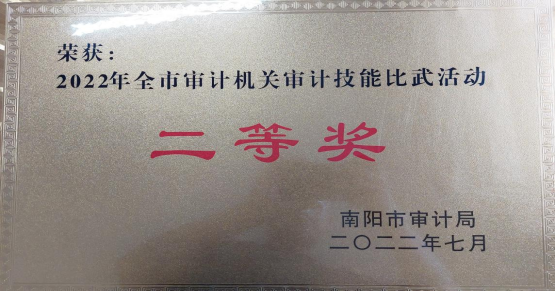 荣获：
2022年全市审计机关审计技能比武活动
二等奖
南阳市审计局
二〇二二年七月